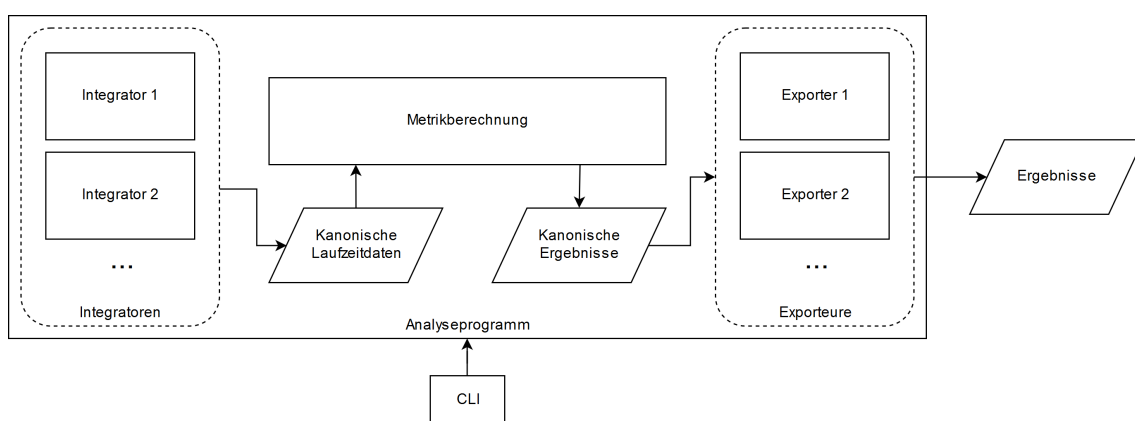 Integrator 1
Integrator 2
...
Integratoren
Metrikberechnung
Kanonische
Laufzeitdaten
Kanonische
Ergebnisse
Exporter 1
Exporter 2
...
Exporteure
Analyseprogramm
Ergebnisse
CLI